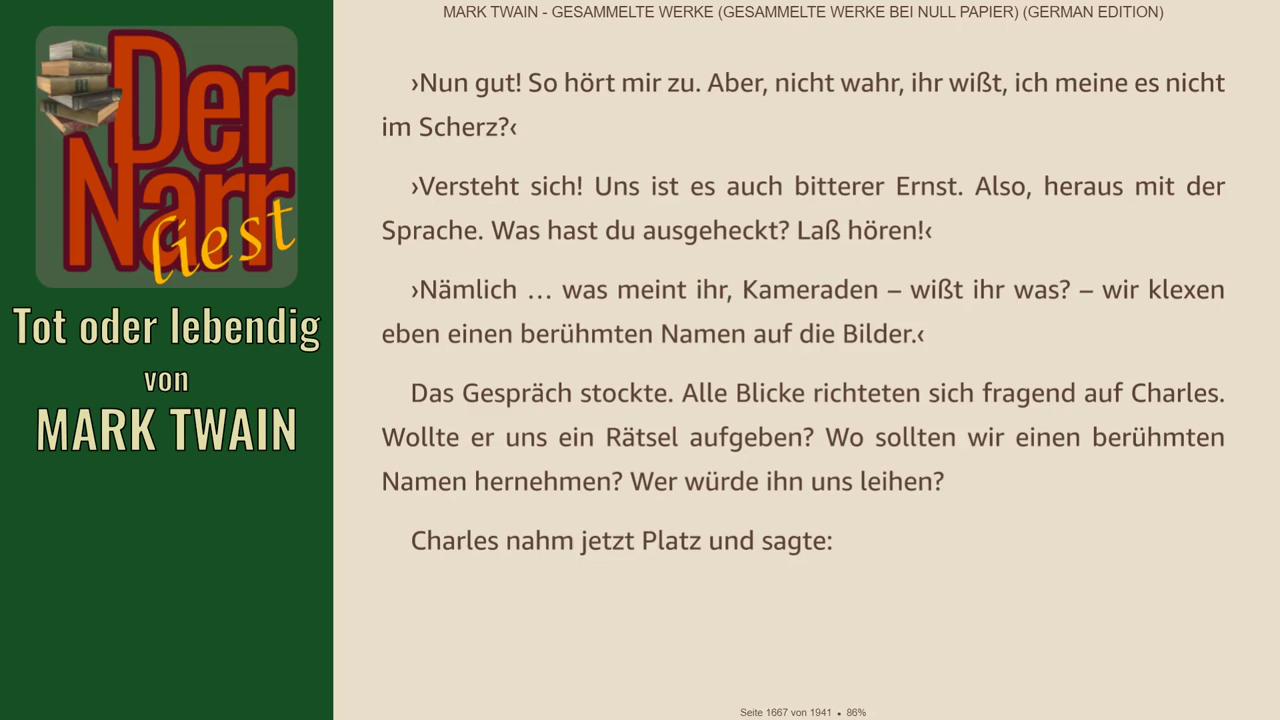 Der
Narr
liest
Tot oder lebendig
von
MARK TWAIN
MARK TWAIN - GESAMMELTE WERKE (GESAMMELTE WERKE BEI NULL PAPIER) (GERMAN EDITION)
›Nun gut! So hört mir zu. Aber, nicht wahr, ihr wißt, ich meine es nicht
im Scherz?‹
›Versteht sich! Uns ist es auch bitterer Ernst. Also, heraus mit der
Sprache. Was hast du ausgeheckt? Laß hören!‹
›Nämlich … was meint ihr, Kameraden – wißt ihr was? – wir klexen
eben einen berühmten Namen auf die Bilder.‹
Das Gespräch stockte. Alle Blicke richteten sich fragend auf Charles.
Wollte er uns ein Rätsel aufgeben? Wo sollten wir einen berühmten
Namen hernehmen? Wer würde ihn uns leihen?
Charles nahm jetzt Platz und sagte:
Seite 1667 von 1941 • 86%